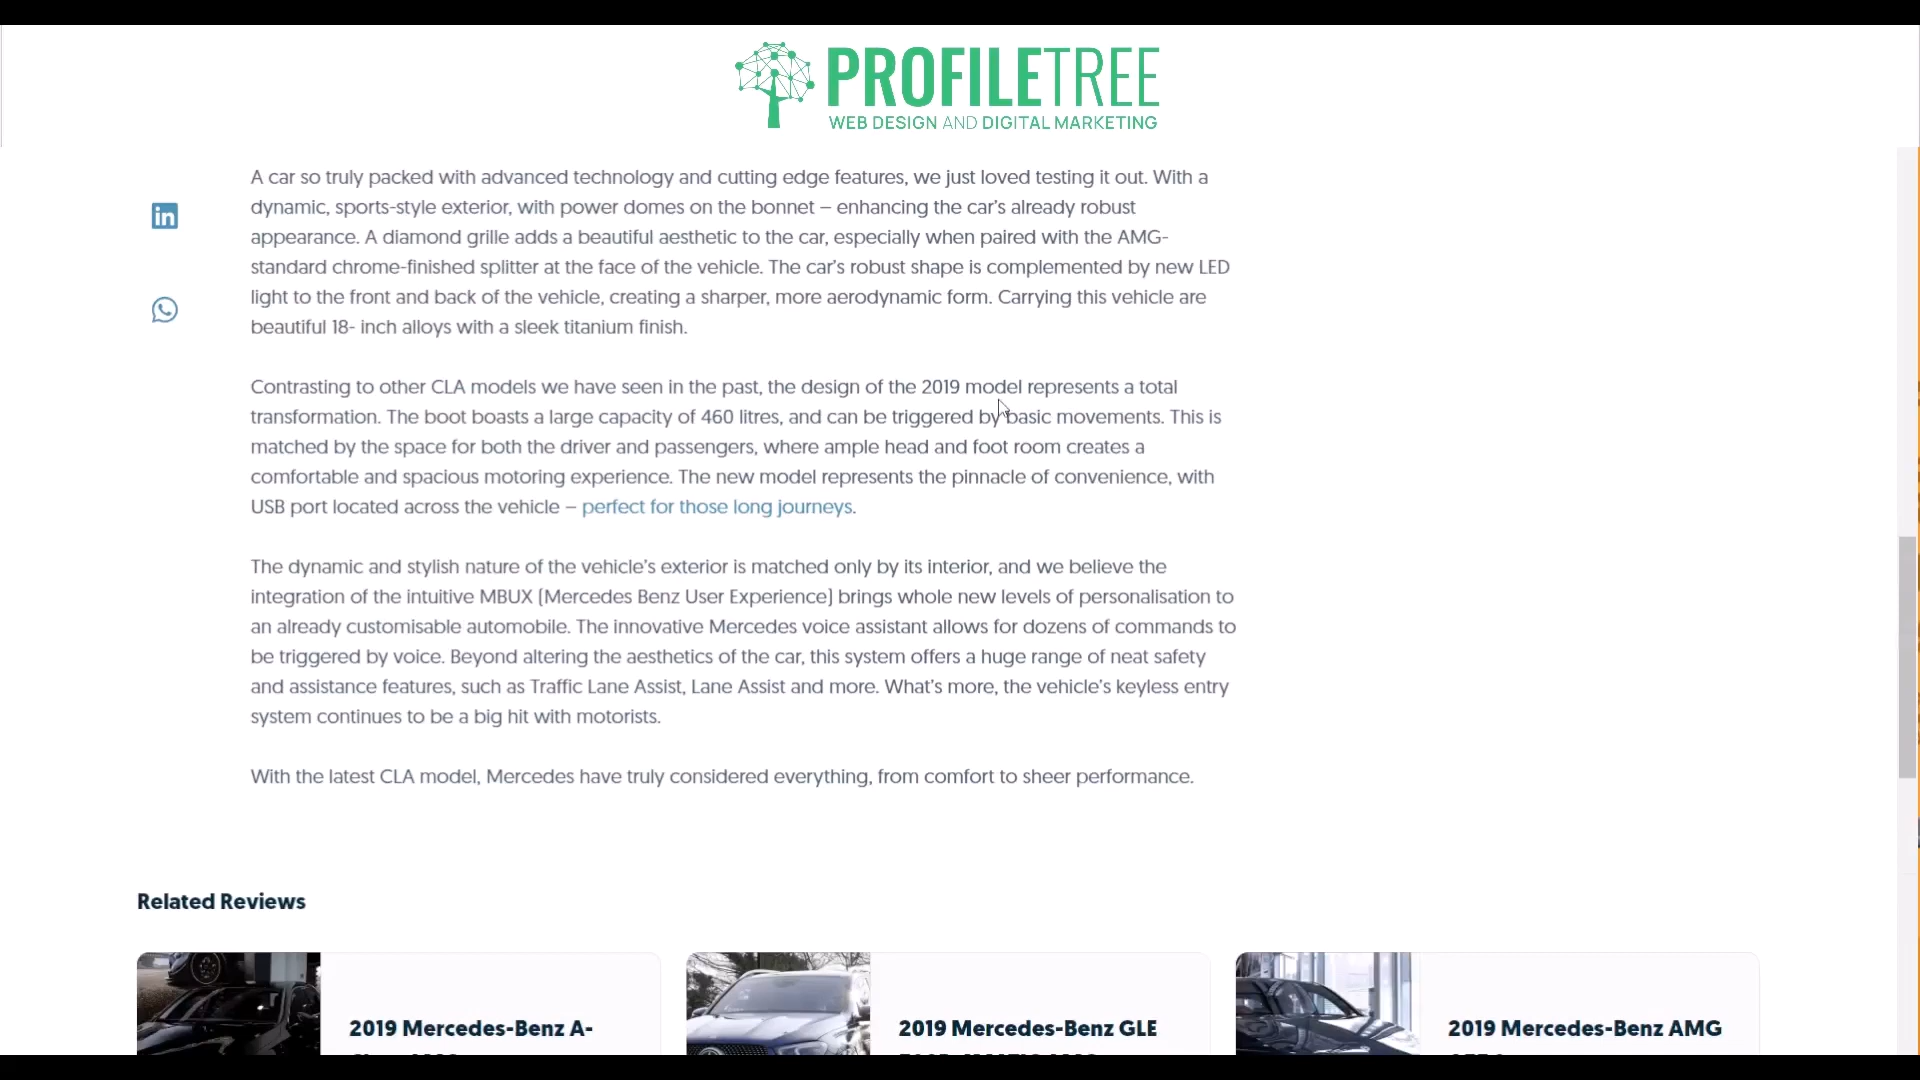 PROFILETREE
WEB DESIGN AND DIGITAL MARKETING
A car so truly packed with advanced technology and cutting edge features, we just loved testing it out. With a
dynamic, sports-style exterior, with power domes on the bonnet – enhancing the car’s already robust
appearance. A diamond grille adds a beautiful aesthetic to the car, especially when paired with the AMG-
standard chrome-finished splitter at the face of the vehicle. The car’s robust shape is complemented by new LED
light to the front and back of the vehicle, creating a sharper, more aerodynamic form. Carrying this vehicle are
beautiful 18- inch alloys with a sleek titanium finish.
Contrasting to other CLA models we have seen in the past, the design of the 2019 model represents a total
transformation. The boot boasts a large capacity of 460 litres, and can be triggered by basic movements. This is
matched by the space for both the driver and passengers, where ample head and foot room creates a
comfortable and spacious motoring experience. The new model represents the pinnacle of convenience, with
USB port located across the vehicle – perfect for those long journeys.
The dynamic and stylish nature of the vehicle’s exterior is matched only by its interior, and we believe the
integration of the intuitive MBUX (Mercedes Benz User Experience) brings whole new levels of personalisation to
an already customisable automobile. The innovative Mercedes voice assistant allows for dozens of commands to
be triggered by voice. Beyond altering the aesthetics of the car, this system offers a huge range of neat safety
and assistance features, such as Traffic Lane Assist, Lane Assist and more. What’s more, the vehicle’s keyless entry
system continues to be a big hit with motorists.
With the latest CLA model, Mercedes have truly considered everything, from comfort to sheer performance.
Related Reviews
2019 Mercedes-Benz A-
2019 Mercedes-Benz GLE
2019 Mercedes-Benz AMG